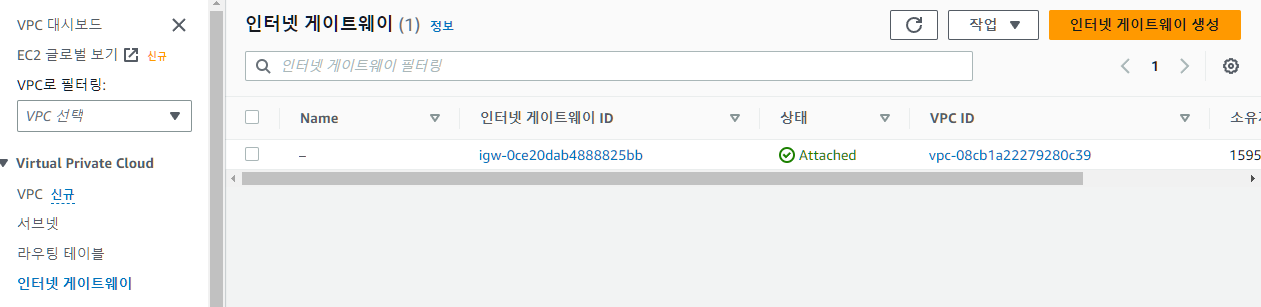 VPC 대시보드
EC2 글로벌 보기 신규
VPC로 필터링:
VPC 선택
Virtual Private Cloud
VPC 신규
서브넷
라우팅 테이블
인터넷 게이트웨이
인터넷 게이트웨이 (1) 정보
작업
인터넷 게이트웨이 생성
인터넷 게이트웨이 필터링
1
Name 인터넷 게이트웨이 ID 상태 VPC ID
– igw-0ce20dab4888825bb Attached vpc-08cb1a22279280c39 1595